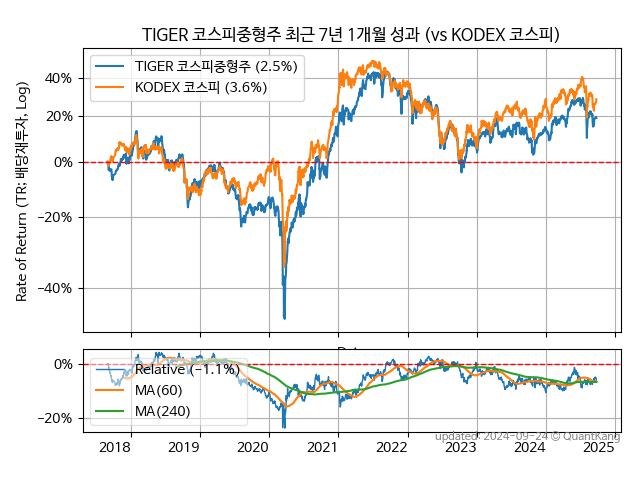 TIGER 코스피중형주 최근 7년 1개월 성과 (vs KODEX 코스피)
Rate of Return (TR: 배당재투자, Log)
TIGER 코스피중형주 (2.5%)
KODEX 코스피 (3.6%)
40%
20%
0%
−20%
−40%
Relative (−1.1%)
MA(60)
MA(240)
0%
−20%
updated: 2024-09-24 © QuantKang
2018 2019 2020 2021 2022 2023 2024 2025